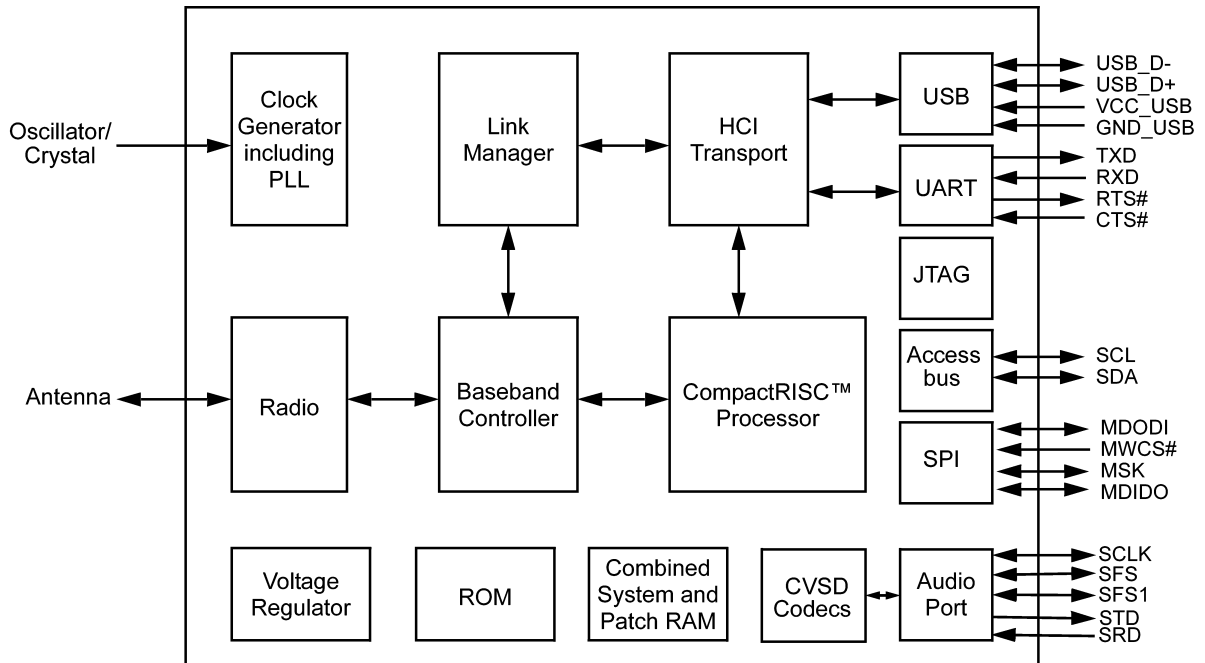 Oscillator/
Crystal
Clock
Generator
including
PLL
Link
Manager
HCI
Transport
USB
USB_D-
USB_D+
VCC_USB
GND_USB
UART
TXD
RXD
RTS#
CTS#
JTAG
Antenna
Radio
Baseband
Controller
CompactRISC™
Processor
Access
bus
SCL
SDA
SPI
MDODI
MWCS#
MSK
MDIDO
Voltage
Regulator
ROM
Combined
System and
Patch RAM
CVSD
Codecs
Audio
Port
SCLK
SFS
SFS1
STD
SRD